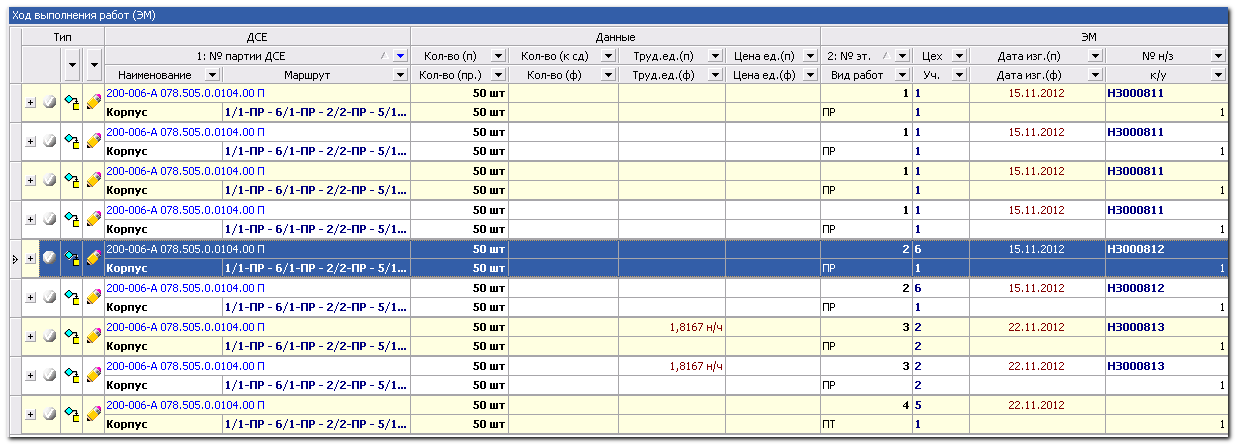 Ход выполнения работ (ЭМ)
Тип ДСЕ Данные ЭМ
1: № партии ДСЕ Кол-во (п) Кол-во (к сд) Труд.ед.(п) Цена ед.(п) 2: № эт. Цех Дата изг.(п) № н/з
Наименование Маршрут Кол-во (пр.) Кол-во (ф) Труд.ед.(ф) Цена ед.(ф) Вид работ Уч. Дата изг.(ф) к/у
200-006-А 078.505.0.0104.00 П 50 шт 1 1 15.11.2012 НЗ000811
Корпус 1/1-ПР - 6/1-ПР - 2/2-ПР - 5/1... 50 шт ПР 1 1
200-006-А 078.505.0.0104.00 П 50 шт 1 1 15.11.2012 НЗ000811
Корпус 1/1-ПР - 6/1-ПР - 2/2-ПР - 5/1... 50 шт ПР 1 1
200-006-А 078.505.0.0104.00 П 50 шт 1 1 15.11.2012 НЗ000811
Корпус 1/1-ПР - 6/1-ПР - 2/2-ПР - 5/1... 50 шт ПР 1 1
200-006-А 078.505.0.0104.00 П 50 шт 1 1 15.11.2012 НЗ000811
Корпус 1/1-ПР - 6/1-ПР - 2/2-ПР - 5/1... 50 шт ПР 1 1
200-006-А 078.505.0.0104.00 П 50 шт 2 6 15.11.2012 НЗ000812
Корпус 1/1-ПР - 6/1-ПР - 2/2-ПР - 5/1... 50 шт ПР 1 1
200-006-А 078.505.0.0104.00 П 50 шт 2 6 15.11.2012 НЗ000812
Корпус 1/1-ПР - 6/1-ПР - 2/2-ПР - 5/1... 50 шт ПР 1 1
200-006-А 078.505.0.0104.00 П 50 шт 1,8167 н/ч 3 2 22.11.2012 НЗ000813
Корпус 1/1-ПР - 6/1-ПР - 2/2-ПР - 5/1... 50 шт ПР 2 1
200-006-А 078.505.0.0104.00 П 50 шт 1,8167 н/ч 3 2 22.11.2012 НЗ000813
Корпус 1/1-ПР - 6/1-ПР - 2/2-ПР - 5/1... 50 шт ПР 2 1
200-006-А 078.505.0.0104.00 П 50 шт 4 5 22.11.2012
Корпус 1/1-ПР - 6/1-ПР - 2/2-ПР - 5/1... 50 шт ПТ 1 1